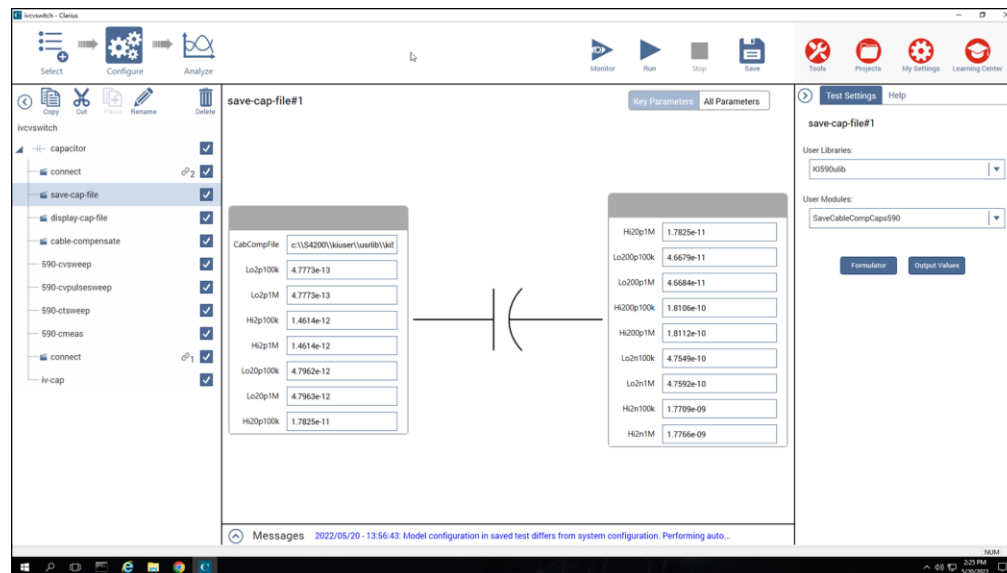 ivcvswitch - Clarius
Select
Configure
Analyze
Monitor
Run
Stop
Save
Tools
Projects
My Settings
Learning Center
Copy
Cut
Paste
Rename
Delete
ivcvswitch
capacitor
connect
2
save-cap-file
display-cap-file
cable-compensate
590-cvsweep
590-cvpulsesweep
590-ctsweep
590-cmeas
connect
1
iv-cap
save-cap-file#1
Key Parameters
All Parameters
CabCompFile c:\\S4200\\kiuser\\usrlib\\ki!
Lo2p100k 4.7773e-13
Lo2p1M 4.7773e-13
Hi2p100k 1.4614e-12
Hi2p1M 1.4614e-12
Lo20p100k 4.7962e-12
Lo20p1M 4.7963e-12
Hi20p100k 1.7825e-11
Hi20p1M 1.7825e-11
Lo200p100k 4.6679e-11
Lo200p1M 4.6684e-11
Hi200p100k 1.8106e-10
Hi200p1M 1.8112e-10
Lo2n100k 4.7549e-10
Lo2n1M 4.7592e-10
Hi2n100k 1.7709e-09
Hi2n1M 1.7766e-09
Messages 2022/05/20 - 13:56:43: Model configuration in saved test differs from system configuration. Performing auto...
Test Settings
Help
save-cap-file#1
User Libraries:
KI590ulib
User Modules:
SaveCableCompCaps590
Formulator
Output Values
NUM
2:25 PM
5/20/2022